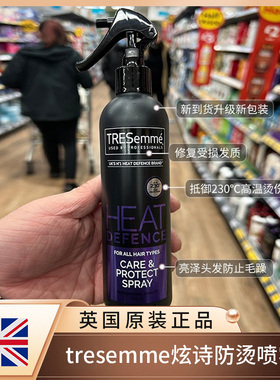 TRESemmé
USED BY PROFESSIONALS
UK'S N°1 HEAT DEFENCE BRAND*
新到货升级新包装
修复受损发质
抵御230℃高温烫伤
HEAT
DEFENCE
FOR ALL HAIR TYPES
CARE &
PROTECT
SPRAY
亮泽头发防止毛躁
英国原装正品
tresemme炫诗防烫喷